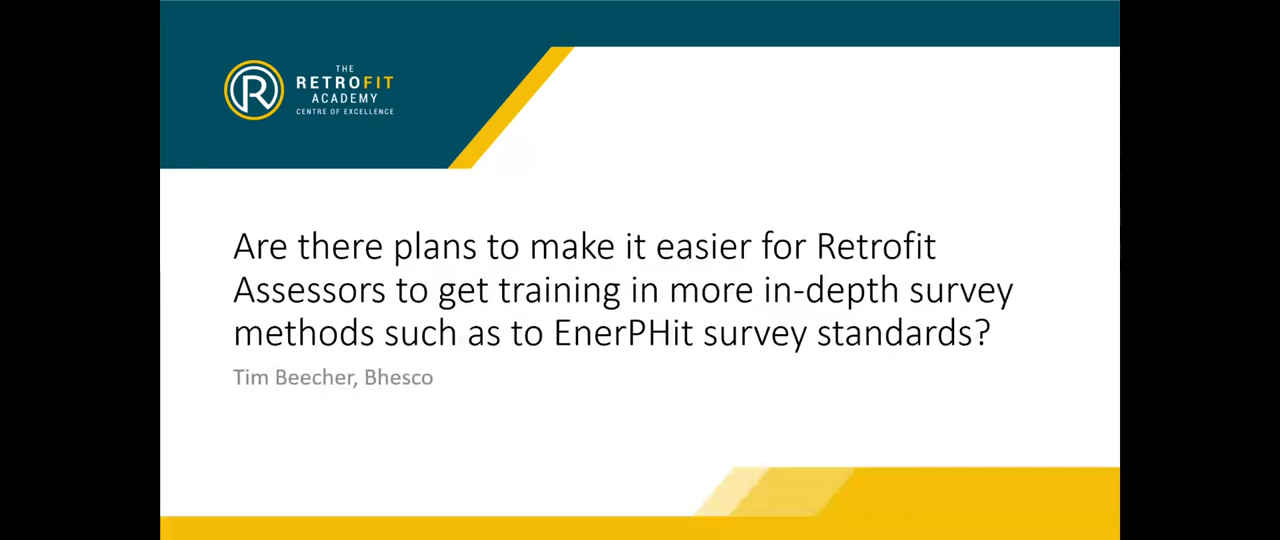 R
THE
RETROFIT
ACADEMY
CENTRE OF EXCELLENCE
Are there plans to make it easier for Retrofit
Assessors to get training in more in-depth survey
methods such as to EnerPHit survey standards?
Tim Beecher, Bhesco